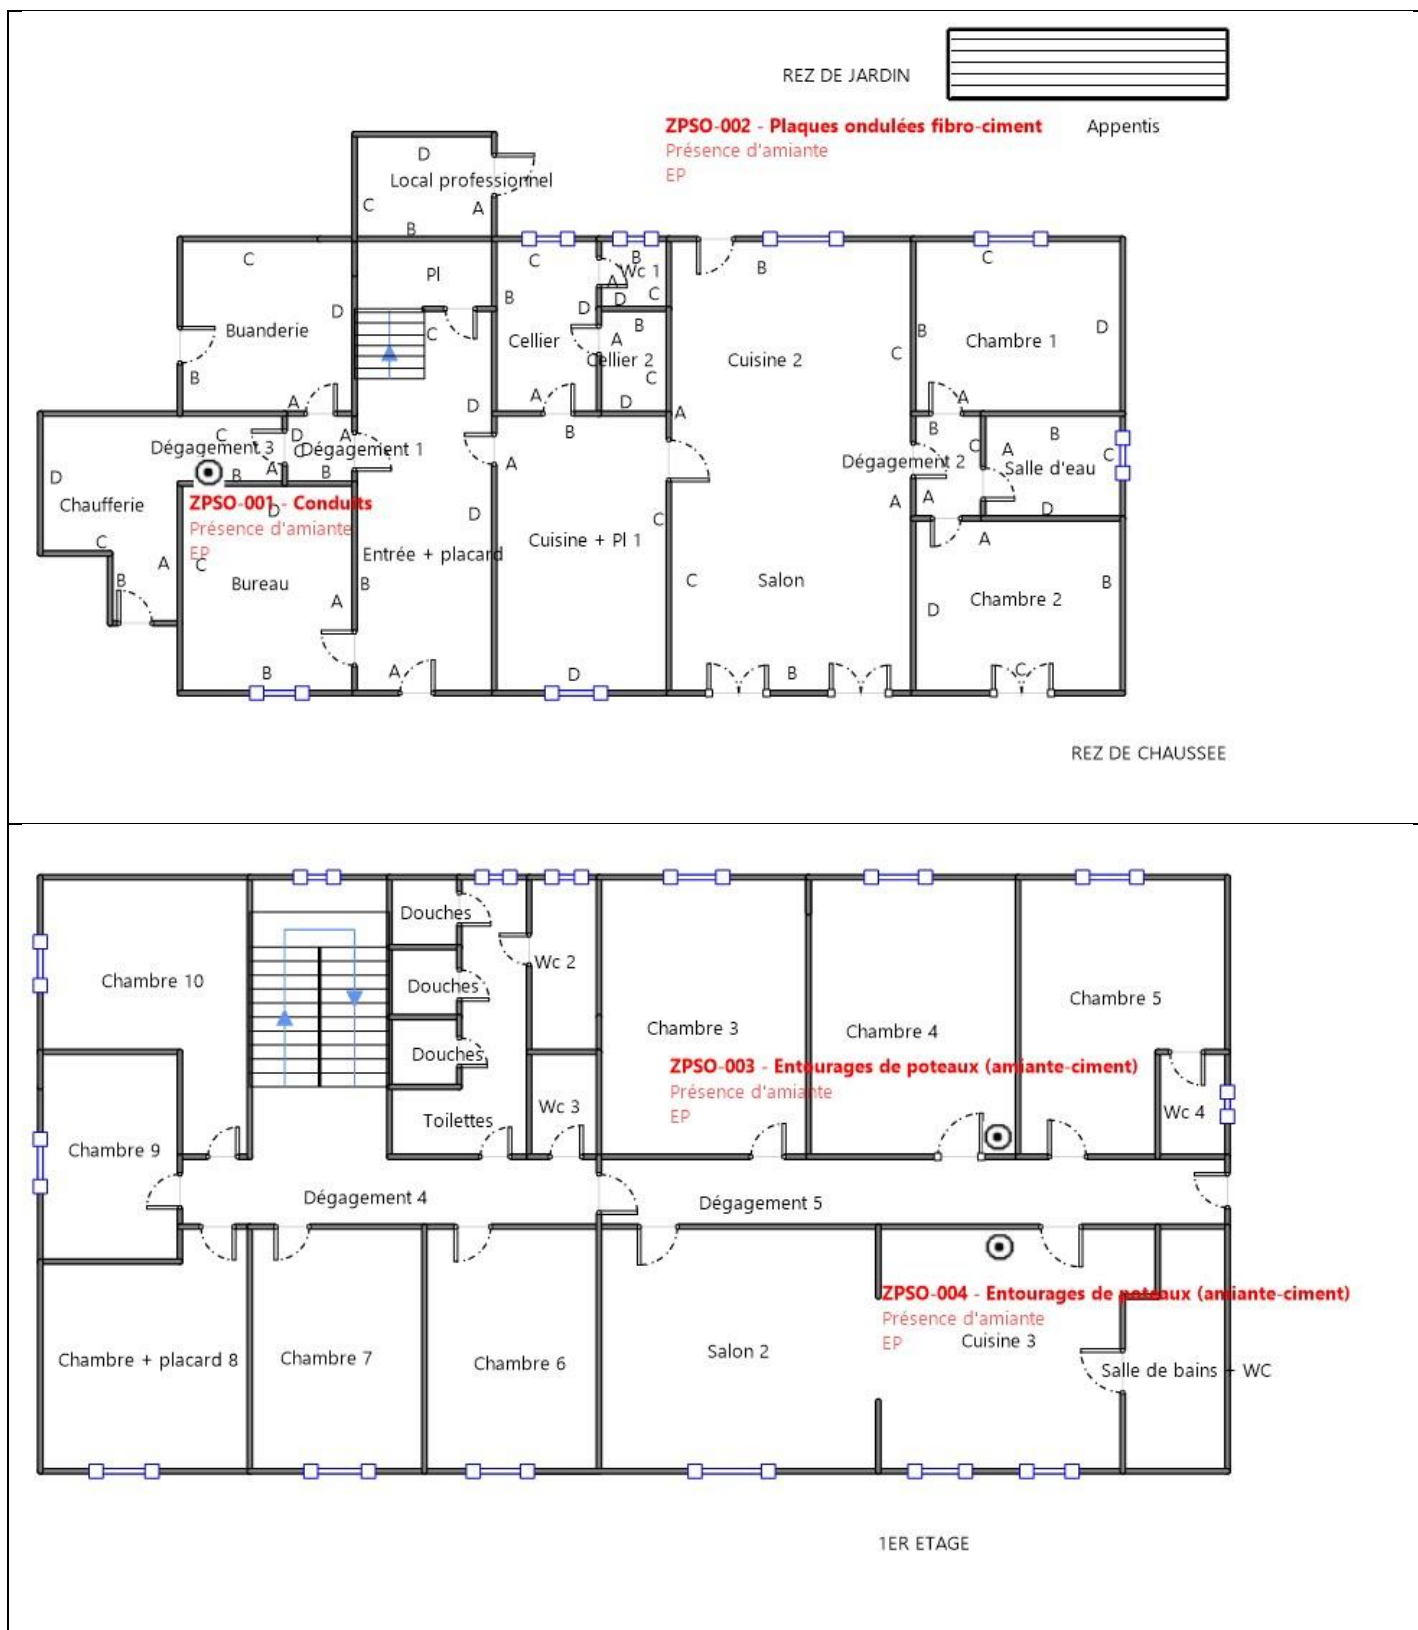 REZ DE JARDIN
ZPSO-002 - Plaques ondulées fibro-ciment
Appentis
Présence d'amiante
EP
D
Local professionnel
C
A
B
C
Pl
C
B
Wc 1
B
C
D
B
A
D
C
D
Buanderie
C
B
Cellier
D
B
A
Cellier 2
C
Cuisine 2
C
B
Chambre 1
D
B
A
A
D
A
D
A
A
C
D
A
B
B
B
Dégagement 3
C
Dégagement 1
B
A
A
Dégagement 2
C
A
Salle d'eau
C
D
B
Chaufferie
ZPSO-001 - Conduits
D
Présence d'amiante
EP
C
A
C
B
Bureau
A
Entrée + placard
D
B
Cuisine + Pl 1
C
C
Salon
A
A
D
A
Chambre 2
D
B
B
A
D
B
C
REZ DE CHAUSSEE
Douches
Wc 2
Chambre 10
Douches
Chambre 5
Chambre 3
Chambre 4
Douches
ZPSO-003 - Entourages de poteaux (amiante-ciment)
Présence d'amiante
EP
Wc 3
Wc 4
Toilettes
Chambre 9
Dégagement 4
Dégagement 5
ZPSO-004 - Entourages de poteaux (amiante-ciment)
Présence d'amiante
EP
Cuisine 3
Salon 2
Chambre + placard 8
Chambre 7
Chambre 6
Salle de bains + WC
1ER ETAGE